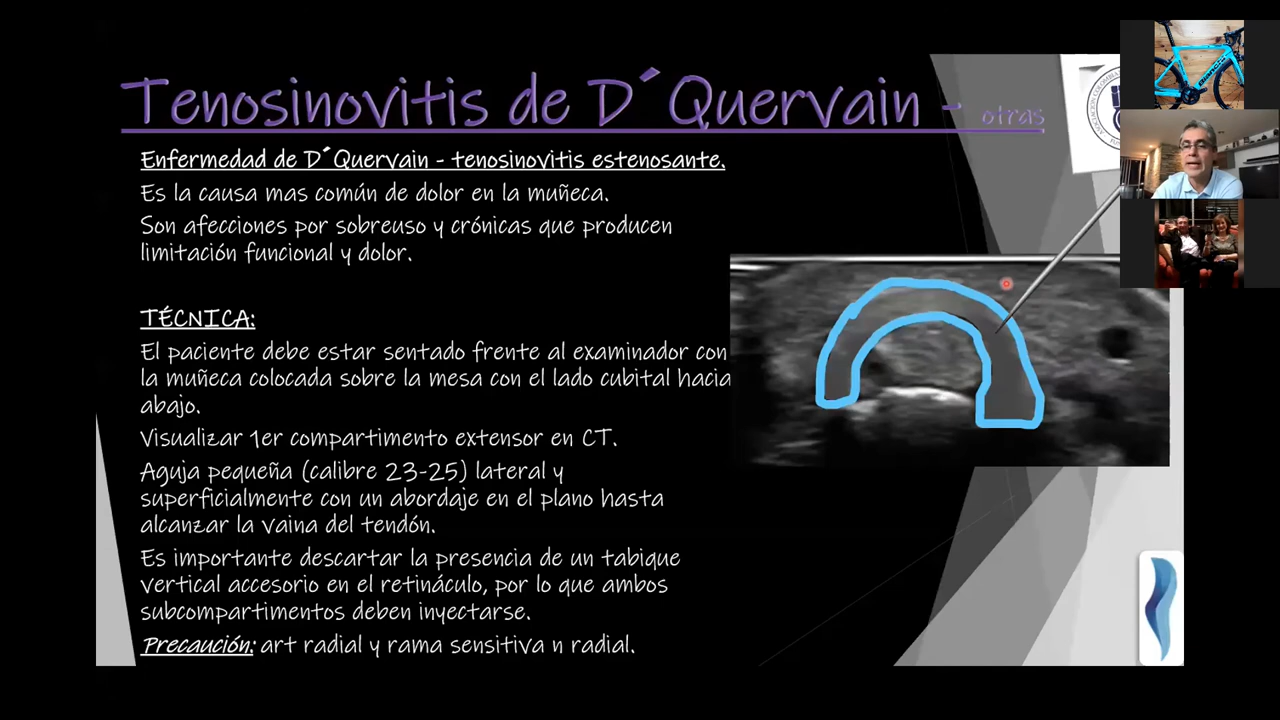 Tenosinovitis de D´Quervain - otras
Enfermedad de D´Quervain - tenosinovitis estenosante.
Es la causa mas común de dolor en la muñeca.
Son afecciones por sobreuso y crónicas que producen
limitación funcional y dolor.
TÉCNICA:
El paciente debe estar sentado frente al examinador con
la muñeca colocada sobre la mesa con el lado cubital hacia
abajo.
Visualizar 1er compartimento extensor en CT.
Aguja pequeña (calibre 23-25) lateral y
superficialmente con un abordaje en el plano hasta
alcanzar la vaina del tendón.
Es importante descartar la presencia de un tabique
vertical accesorio en el retináculo, por lo que ambos
subcompartimentos deben inyectarse.
Precaución: art radial y rama sensitiva n radial.